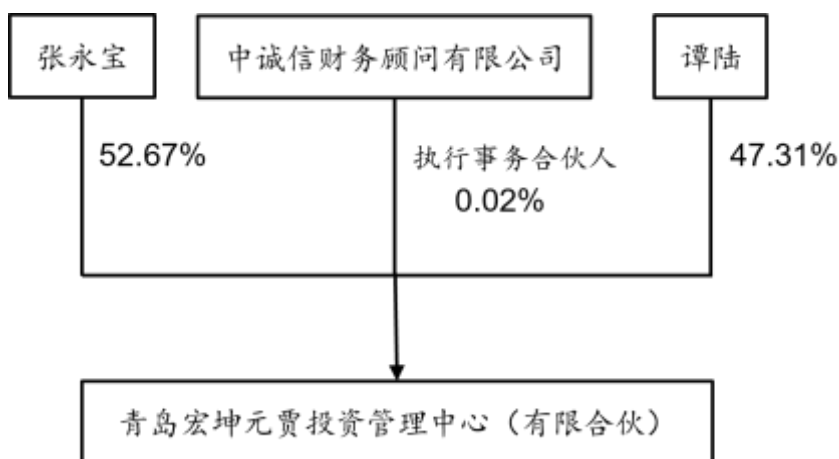 张永宝
中诚信财务顾问有限公司
谭陆
52.67%
执行事务合伙人
0.02%
47.31%
青岛宏坤元贾投资管理中心（有限合伙）